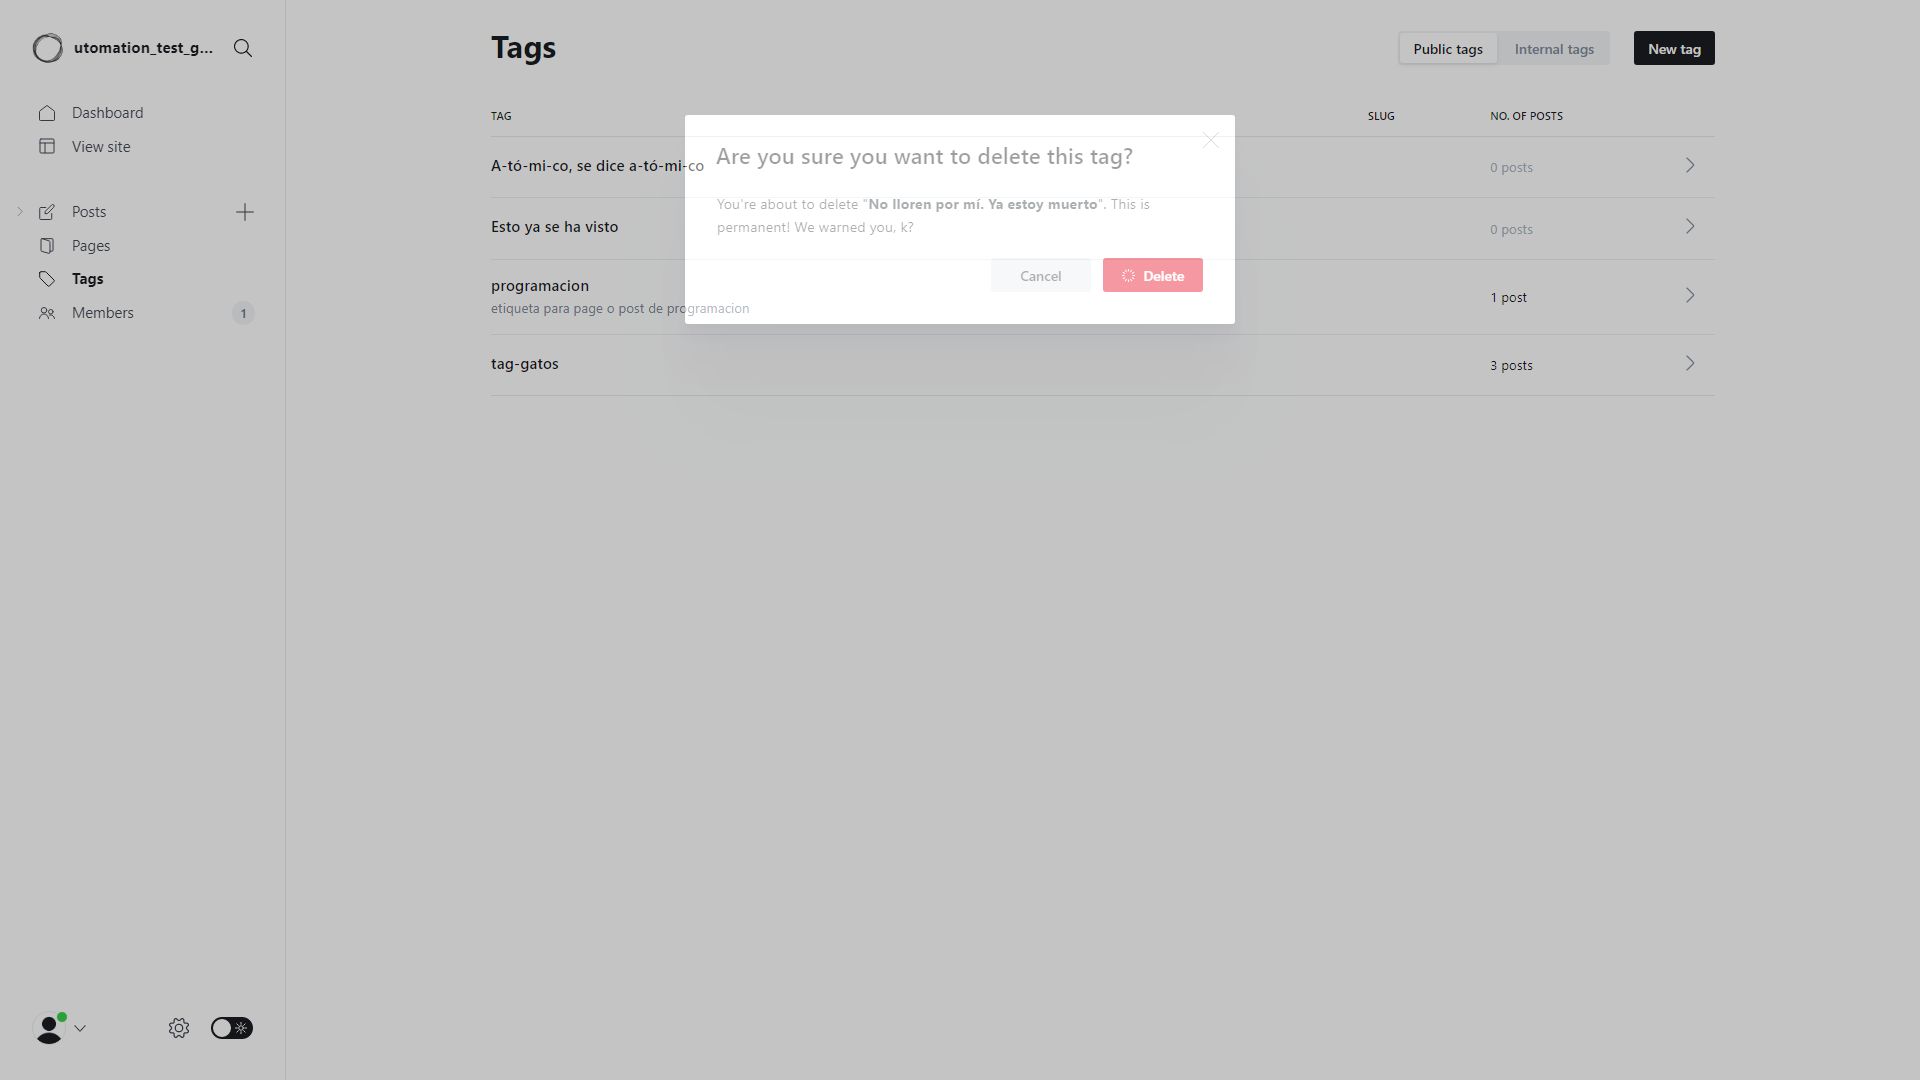 utomation_test_g...
Dashboard
View site
Posts
Pages
Tags
Members
1
Tags
Public tags
Internal tags
New tag
TAG
SLUG
NO. OF POSTS
A-tó-mi-co, se dice a-tó-mi-co
0 posts
Esto ya se ha visto
0 posts
programacion
etiqueta para page o post de programacion
1 post
tag-gatos
3 posts
Are you sure you want to delete this tag?
You're about to delete "No lloren por mí. Ya estoy muerto". This is
permanent! We warned you, k?
Cancel
Delete